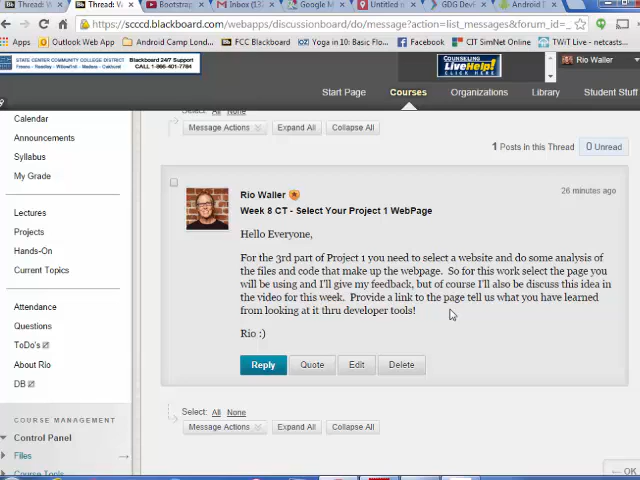 Thread: W
Thread: W
Bootstrap
Inbox (13
Google M
Untitled m
GDG Devi
Android D
https://scccd.blackboard.com/webapps/discussionboard/do/message?action=list_messages&forum_id=_
Apps
Outlook Web App
Android Camp Lond...
FCC Blackboard
Yoga in 10: Basic Flo...
Facebook
CIT SimNet Online
TWiT Live - netcasts...
STATE CENTER COMMUNITY COLLEGE DISTRICT
Blackboard 24/7 Support
CALL 1-866-401-7784
COUNSELING
LiveHelp!
CLICK HERE
Rio Waller
Start Page
Courses
Organizations
Library
Student Stuff
Calendar
Announcements
Syllabus
My Grade
Lectures
Projects
Hands-On
Current Topics
Attendance
Questions
ToDo's
About Rio
DB
COURSE MANAGEMENT
Control Panel
Files
Course Tools
Select: All None
Message Actions
Expand All
Collapse All
1 Posts in this Thread
0 Unread
Rio Waller
26 minutes ago
Week 8 CT - Select Your Project 1 WebPage
Hello Everyone,
For the 3rd part of Project 1 you need to select a website and do some analysis of
the files and code that make up the webpage. So for this work select the page you
will be using and I'll give my feedback, but of course I'll also be discuss this idea in
the video for this week. Provide a link to the page tell us what you have learned
from looking at it thru developer tools!
Rio :)
Reply
Quote
Edit
Delete
Select: All None
Message Actions
Expand All
Collapse All
OK